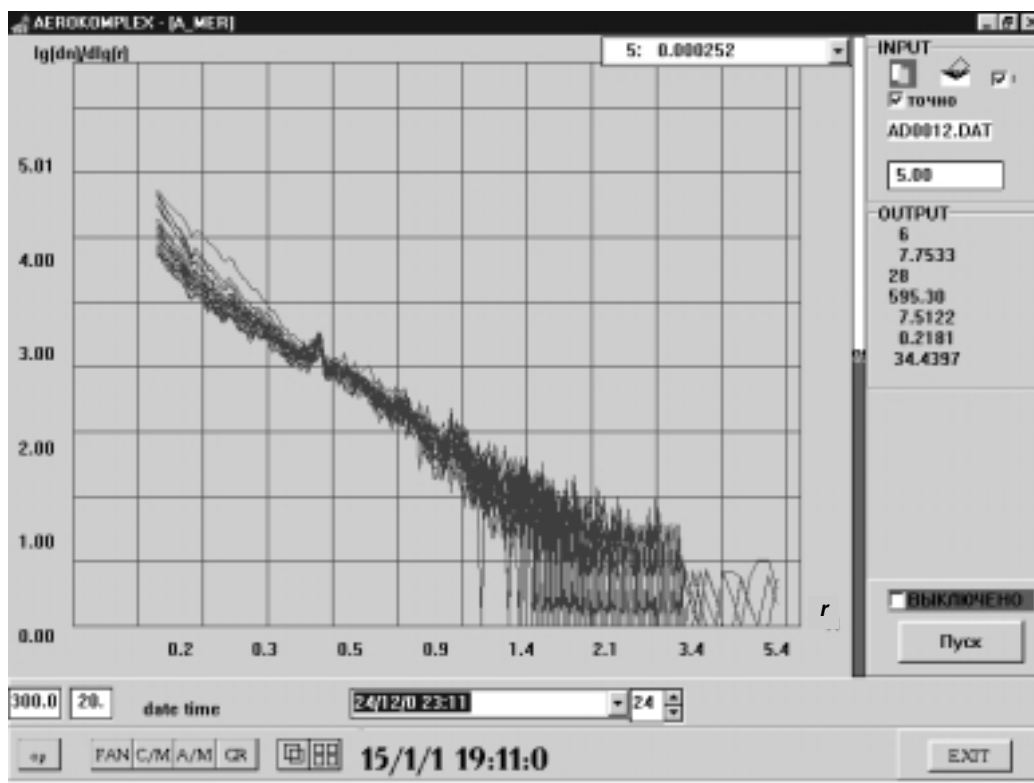 AEROKOMPLEX - [A_MER]
lg(dn)/dlg(r)
5: 0.000252
5.01
4.00
3.00
2.00
1.00
0.00
0.2 0.3 0.5 0.9 1.4 2.1 3.4 5.4
r
INPUT
точно
AD0012.DAT
5.00
OUTPUT
6
7.7533
28
595.30
7.5122
0.2181
34.4397
ВЫКЛЮЧЕНО
Пуск
300.0 20. date time 24/12/0 23:11 24
FAN C/M A/M GR 15/1/1 19:11:0 EXIT